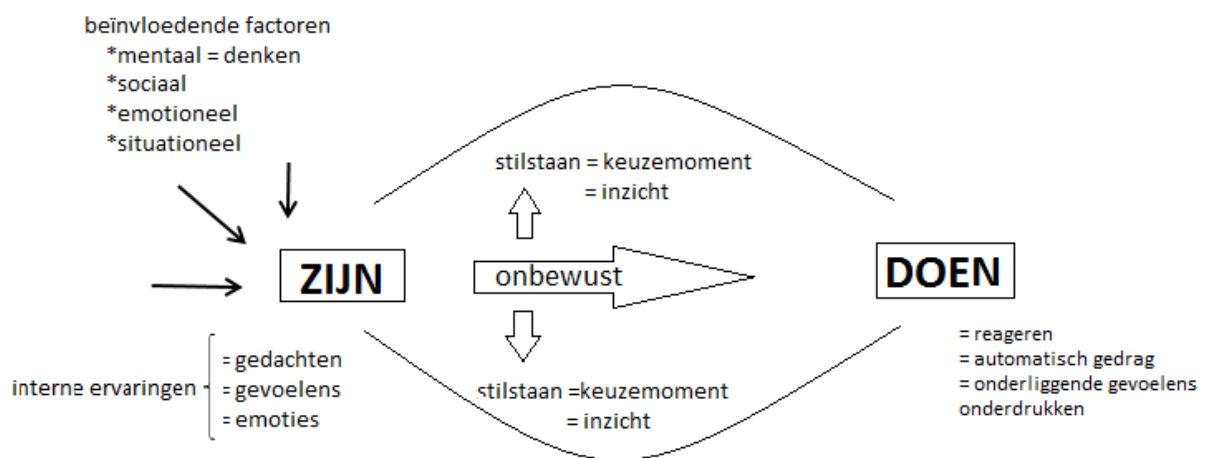 beïnvloedende factoren
*mentaal = denken
*sociaal
*emotioneel
*situationeel
stilstaan = keuzemoment
= inzicht
ZIJN
onbewust
DOEN
interne ervaringen
= gedachten
= gevoelens
= emoties
stilstaan =keuzemoment
= inzicht
= reageren
= automatisch gedrag
= onderliggende gevoelens
onderdrukken